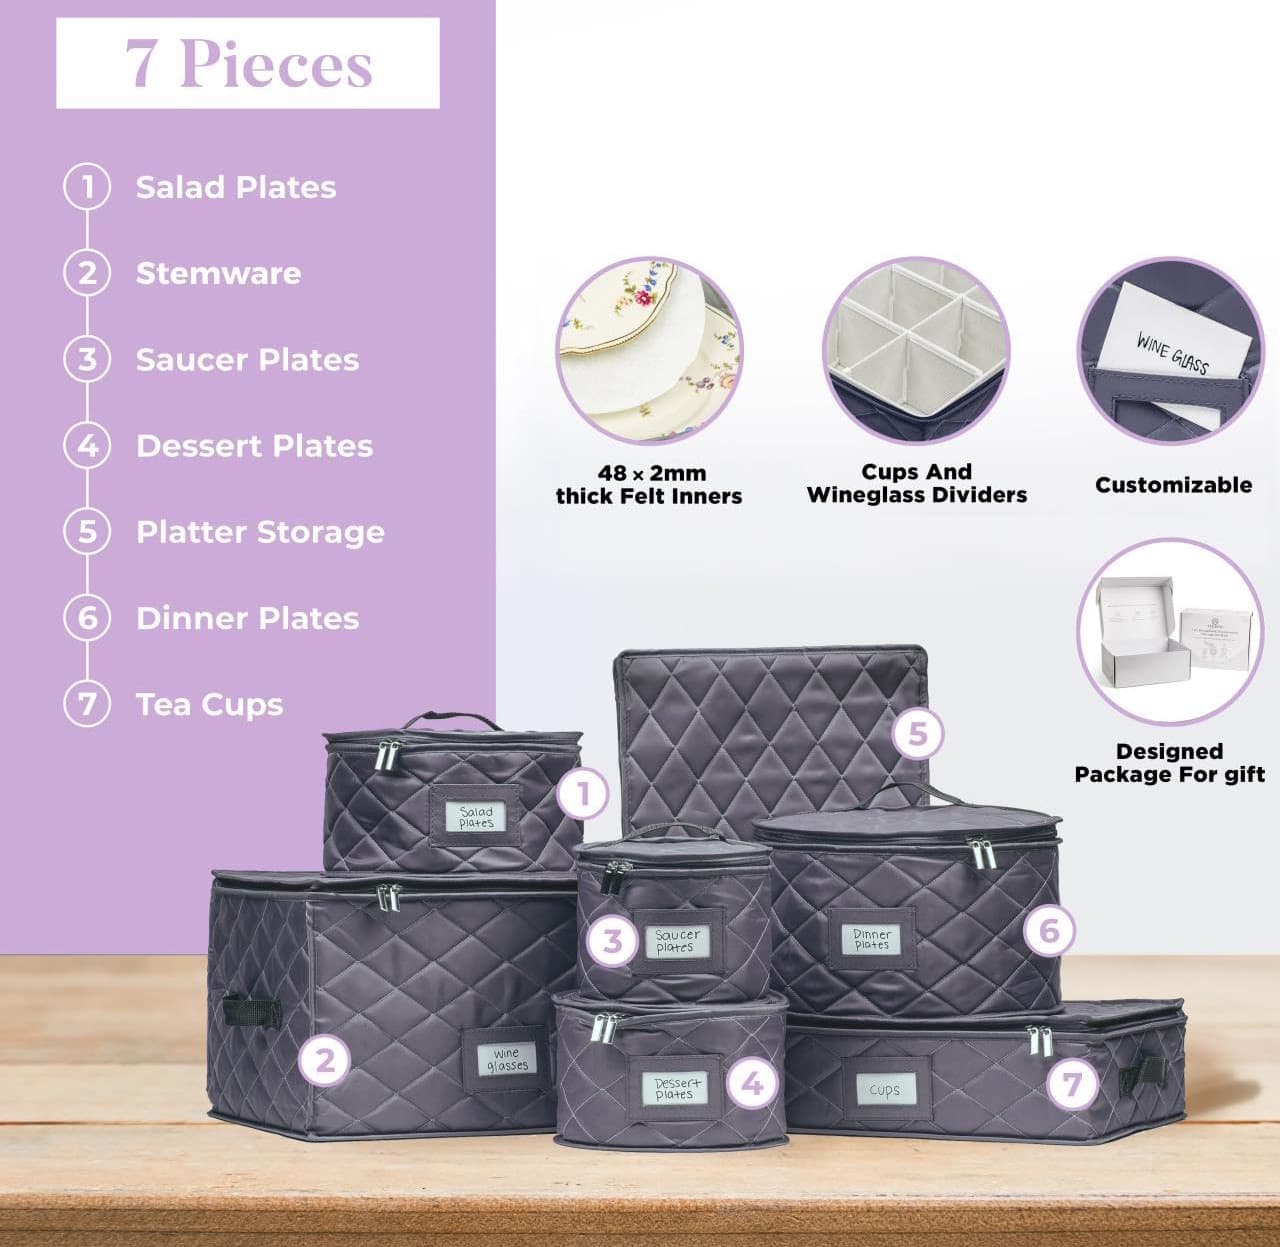 7 Pieces
1 Salad Plates
2 Stemware
3 Saucer Plates
4 Dessert Plates
5 Platter Storage
6 Dinner Plates
7 Tea Cups
48 × 2mm
thick Felt Inners
Cups And
Wineglass Dividers
WINE GLASS
Customizable
Designed
Package For gift
5
1
Salad
plates
3
Saucer
plates
Dinner
plates
6
2
Wine
glasses
Dessert
plates
4
cups
7